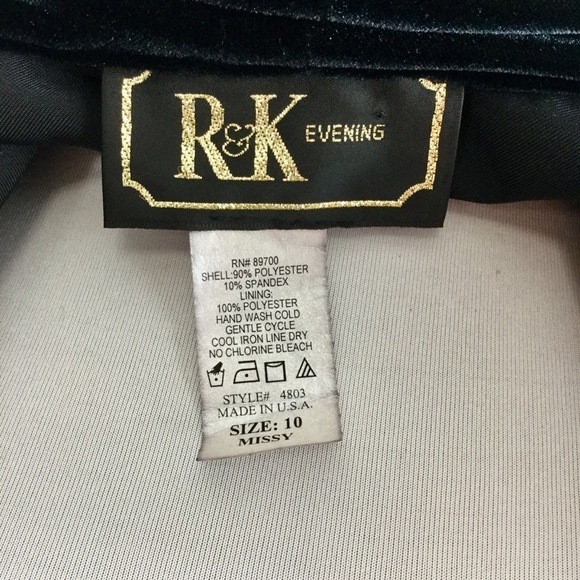 R&K EVENING
RN# 89700
SHELL:90% POLYESTER
10% SPANDEX
LINING:
100% POLYESTER
HAND WASH COLD
GENTLE CYCLE
COOL IRON LINE DRY
NO CHLORINE BLEACH
STYLE# 4803
MADE IN U.S.A.
SIZE: 10
MISSY